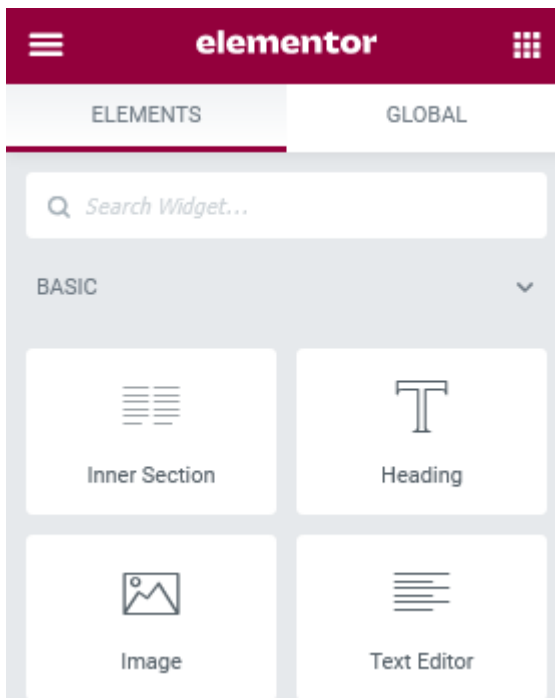 elementor
ELEMENTS GLOBAL
Search Widget...
BASIC
Inner Section Heading
Image Text Editor